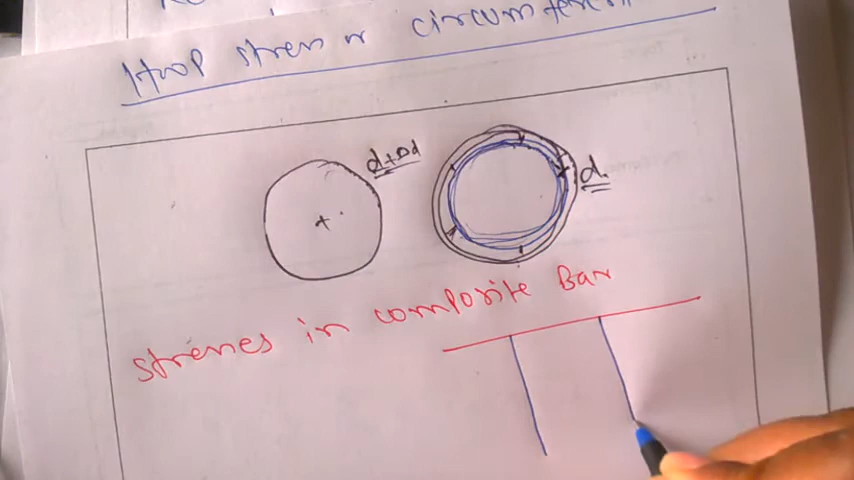 Hoop stress or circumferen
d+Δd
d.
stresses in composite Bar